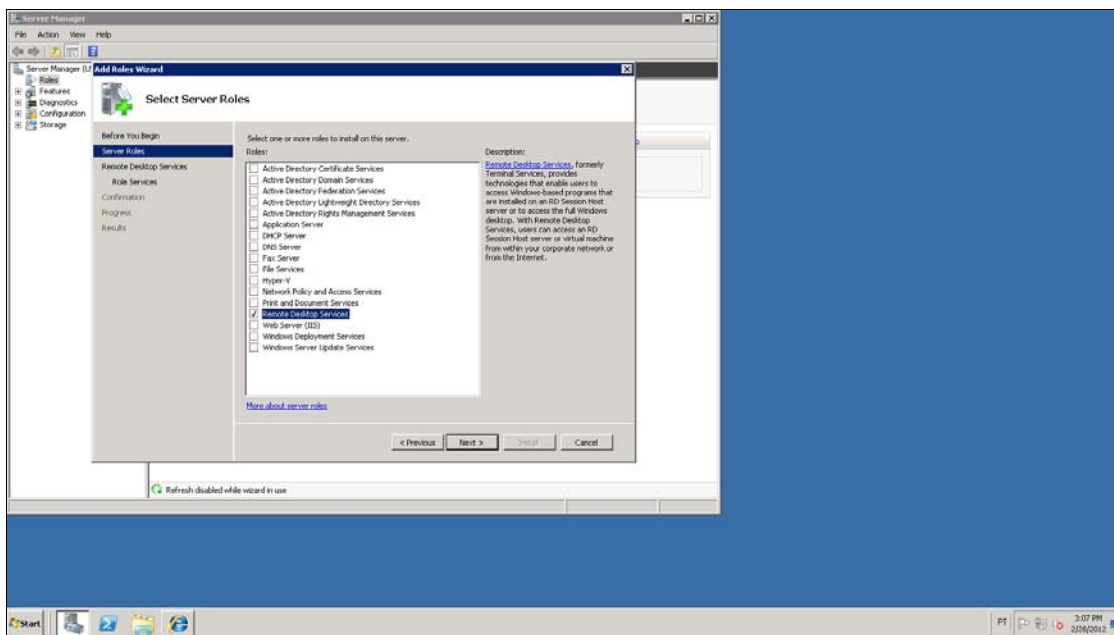 Server Manager
File Action View Help
Server Manager (U
Roles
Features
Diagnostics
Configuration
Storage
Add Roles Wizard
Select Server Roles
Before You Begin
Server Roles
Remote Desktop Services
Role Services
Confirmation
Progress
Results
Select one or more roles to install on this server.
Roles:
Active Directory Certificate Services
Active Directory Domain Services
Active Directory Federation Services
Active Directory Lightweight Directory Services
Active Directory Rights Management Services
Application Server
DHCP Server
DNS Server
Fax Server
File Services
Hyper-V
Network Policy and Access Services
Print and Document Services
Remote Desktop Services
Web Server (IIS)
Windows Deployment Services
Windows Server Update Services
More about server roles
Description:
Remote Desktop Services, formerly
Terminal Services, provides
technologies that enable users to
access Windows-based programs that
are installed on an RD Session Host
server or to access the full Windows
desktop. With Remote Desktop
Services, users can access an RD
Session Host server or virtual machine
from within your corporate network or
from the Internet.
< Previous Next > Install Cancel
Refresh disabled while wizard in use
Start
PT
3:07 PM
2/28/2012